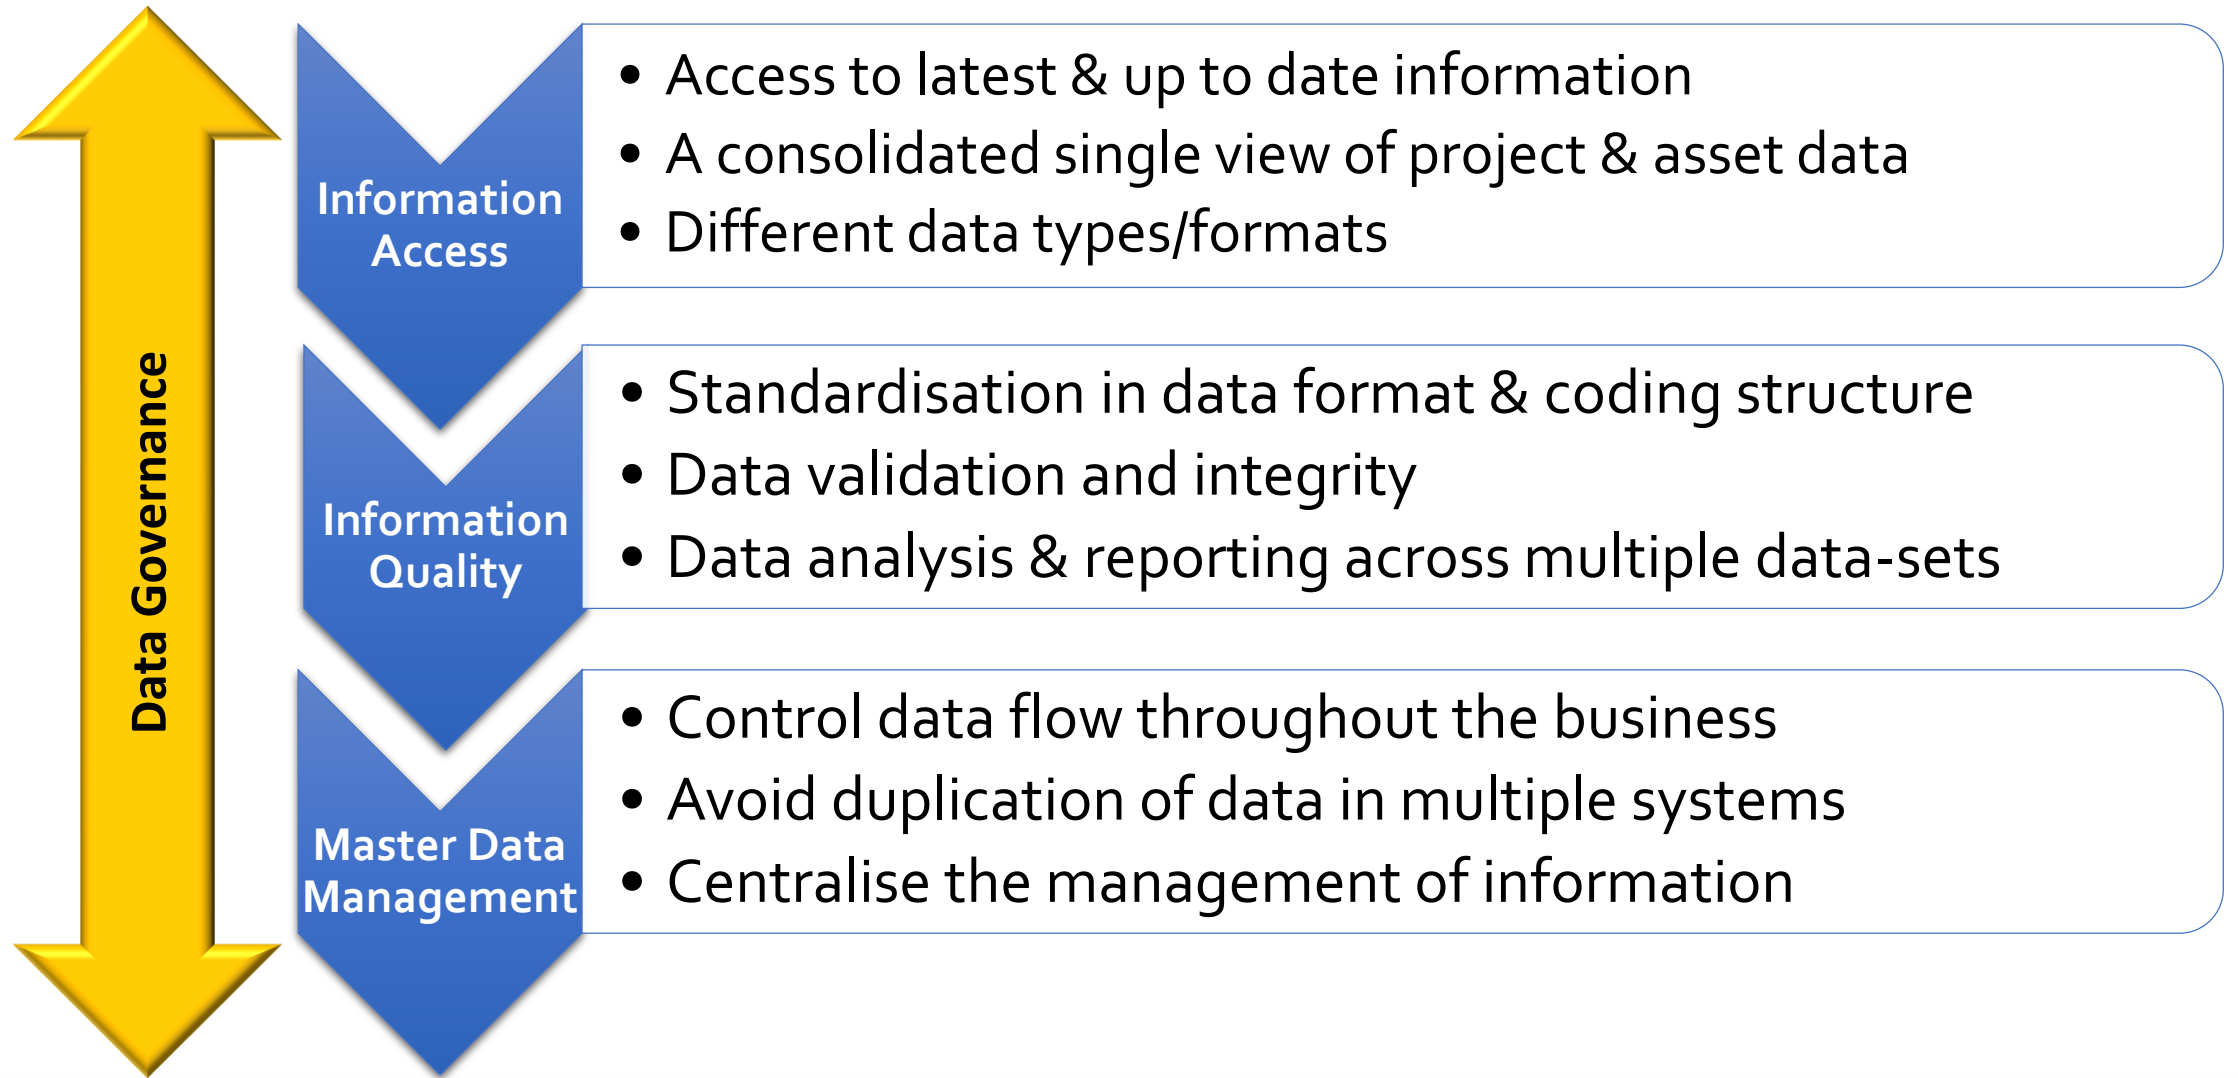 Data Governance
Information
Access
• Access to latest & up to date information
• A consolidated single view of project & asset data
• Different data types/formats
Information
Quality
• Standardisation in data format & coding structure
• Data validation and integrity
• Data analysis & reporting across multiple data-sets
Master Data
Management
• Control data flow throughout the business
• Avoid duplication of data in multiple systems
• Centralise the management of information